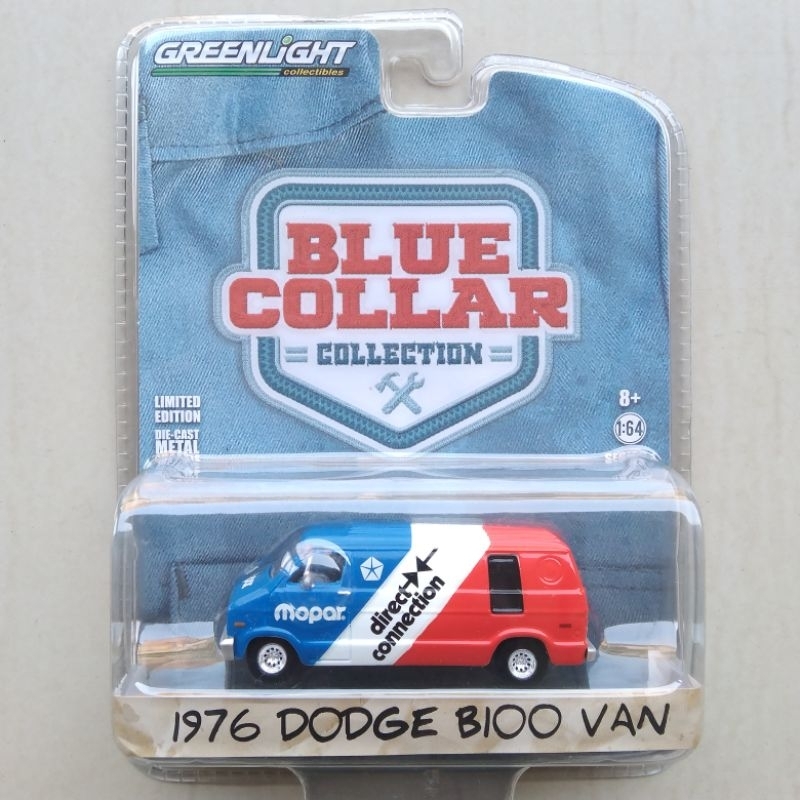 GREENLIGHT
collectibles
BLUE
COLLAR
COLLECTION
LIMITED
EDITION
DIE-CAST
METAL
8+
1:64
mopar.
direct
connection
1976 DODGE B100 VAN